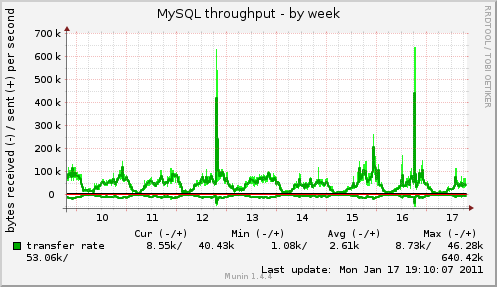 MySQL throughput - by week
RRDTOOL / TOBI OETIKER
bytes received (-) / sent (+) per second
700 k
600 k
500 k
400 k
300 k
200 k
100 k
0
10 11 12 13 14 15 16 17
Cur (-/+) Min (-/+) Avg (-/+) Max (-/+)
transfer rate 8.55k/ 40.43k 1.08k/ 2.61k 8.73k/ 46.28k
53.06k/ 640.42k
Last update: Mon Jan 17 19:10:07 2011
Munin 1.4.4